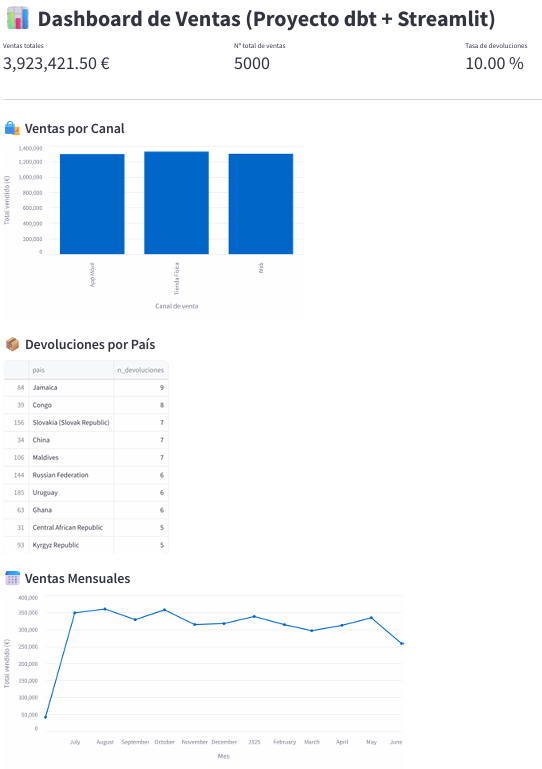 Dashboard de Ventas (Proyecto dbt + Streamlit)
Ventas totales
3,923,421.50 €
Nº total de ventas
5000
Tasa de devoluciones
10.00 %
Ventas por Canal
Total vendido (€)
1,400,000
1,200,000
1,000,000
800,000
600,000
400,000
200,000
0
App Móvil
Tienda Física
Web
Canal de venta
Devoluciones por País
pais n_devoluciones
84 Jamaica 9
39 Congo 8
156 Slovakia (Slovak Republic) 7
34 China 7
106 Maldives 7
144 Russian Federation 6
185 Uruguay 6
63 Ghana 6
31 Central African Republic 5
93 Kyrgyz Republic 5
Ventas Mensuales
Total vendido (€)
400,000
350,000
300,000
250,000
200,000
150,000
100,000
50,000
0
July August September October November December 2025 February March April May June
Mes